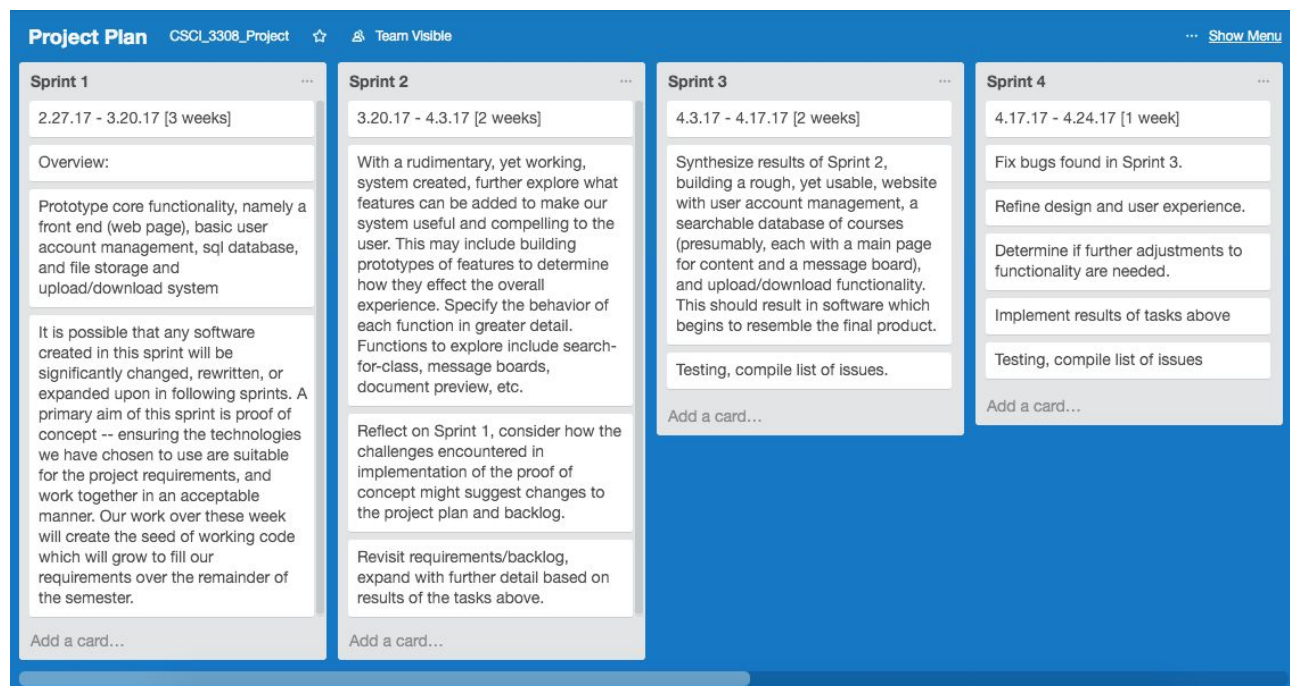 Project Plan CSCI_3308_Project ☆ Team Visible ··· Show Menu
Sprint 1 ···
2.27.17 - 3.20.17 [3 weeks]
Overview:
Prototype core functionality, namely a
front end (web page), basic user
account management, sql database,
and file storage and
upload/download system
It is possible that any software
created in this sprint will be
significantly changed, rewritten, or
expanded upon in following sprints. A
primary aim of this sprint is proof of
concept -- ensuring the technologies
we have chosen to use are suitable
for the project requirements, and
work together in an acceptable
manner. Our work over these week
will create the seed of working code
which will grow to fill our
requirements over the remainder of
the semester.
Add a card...
Sprint 2 ···
3.20.17 - 4.3.17 [2 weeks]
With a rudimentary, yet working,
system created, further explore what
features can be added to make our
system useful and compelling to the
user. This may include building
prototypes of features to determine
how they effect the overall
experience. Specify the behavior of
each function in greater detail.
Functions to explore include search-
for-class, message boards,
document preview, etc.
Reflect on Sprint 1, consider how the
challenges encountered in
implementation of the proof of
concept might suggest changes to
the project plan and backlog.
Revisit requirements/backlog,
expand with further detail based on
results of the tasks above.
Add a card...
Sprint 3 ···
4.3.17 - 4.17.17 [2 weeks]
Synthesize results of Sprint 2,
building a rough, yet usable, website
with user account management, a
searchable database of courses
(presumably, each with a main page
for content and a message board),
and upload/download functionality.
This should result in software which
begins to resemble the final product.
Testing, compile list of issues.
Add a card...
Sprint 4 ···
4.17.17 - 4.24.17 [1 week]
Fix bugs found in Sprint 3.
Refine design and user experience.
Determine if further adjustments to
functionality are needed.
Implement results of tasks above
Testing, compile list of issues
Add a card...